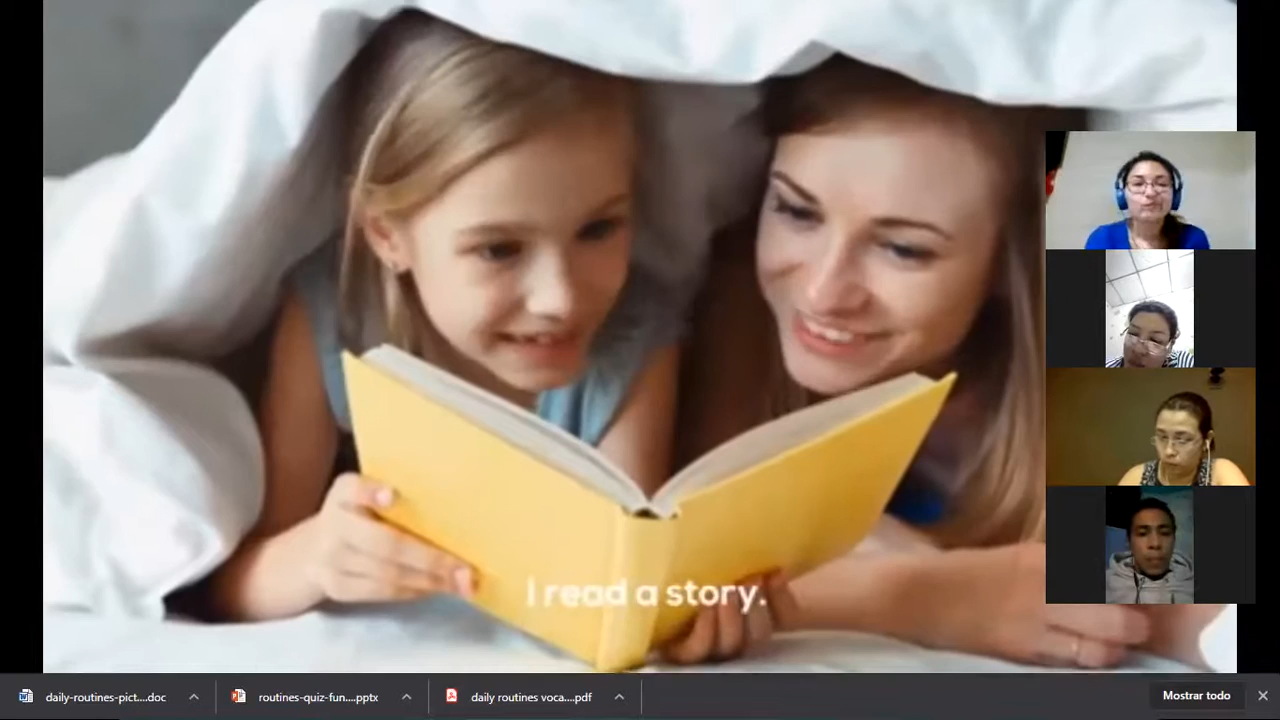 I read a story.
daily-routines-pict....doc
routines-quiz-fun....pptx
daily routines voca....pdf
Mostrar todo